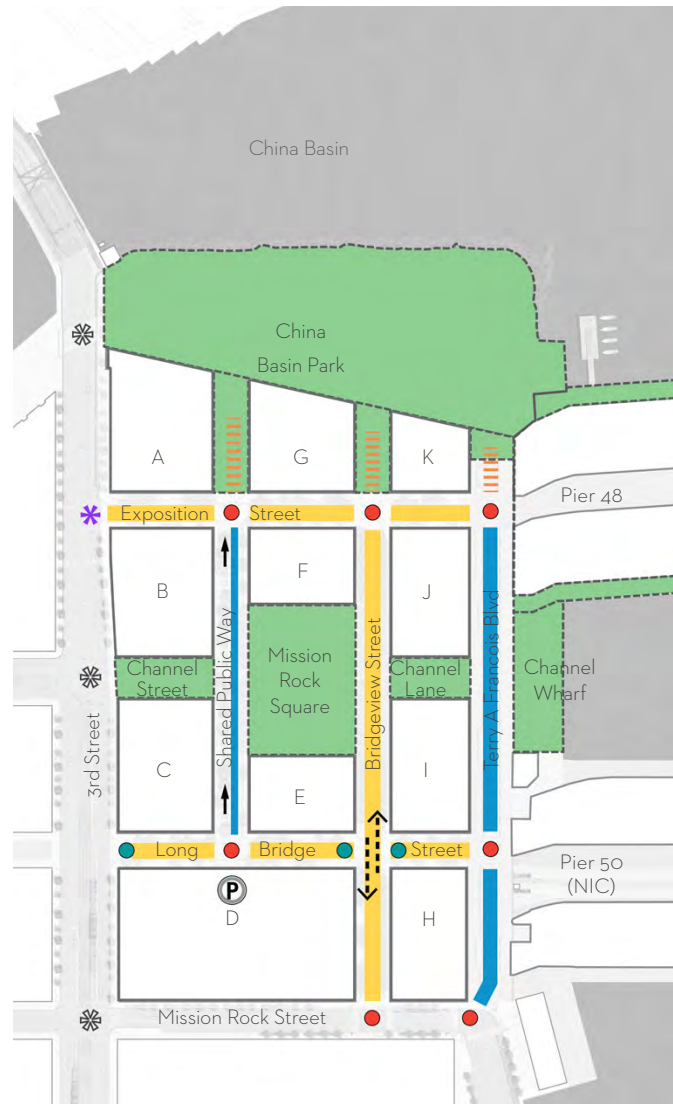 China Basin
China
Basin Park
A
G
K
Pier 48
Exposition Street
B
F
J
Channel
Street
Shared Public Way
Mission
Rock
Square
Bridgeview Street
Channel
Lane
Terry A Francois Blvd
Channel
Wharf
3rd Street
C
E
I
Long Bridge Street
Pier 50
(NIC)
P
D
H
Mission Rock Street